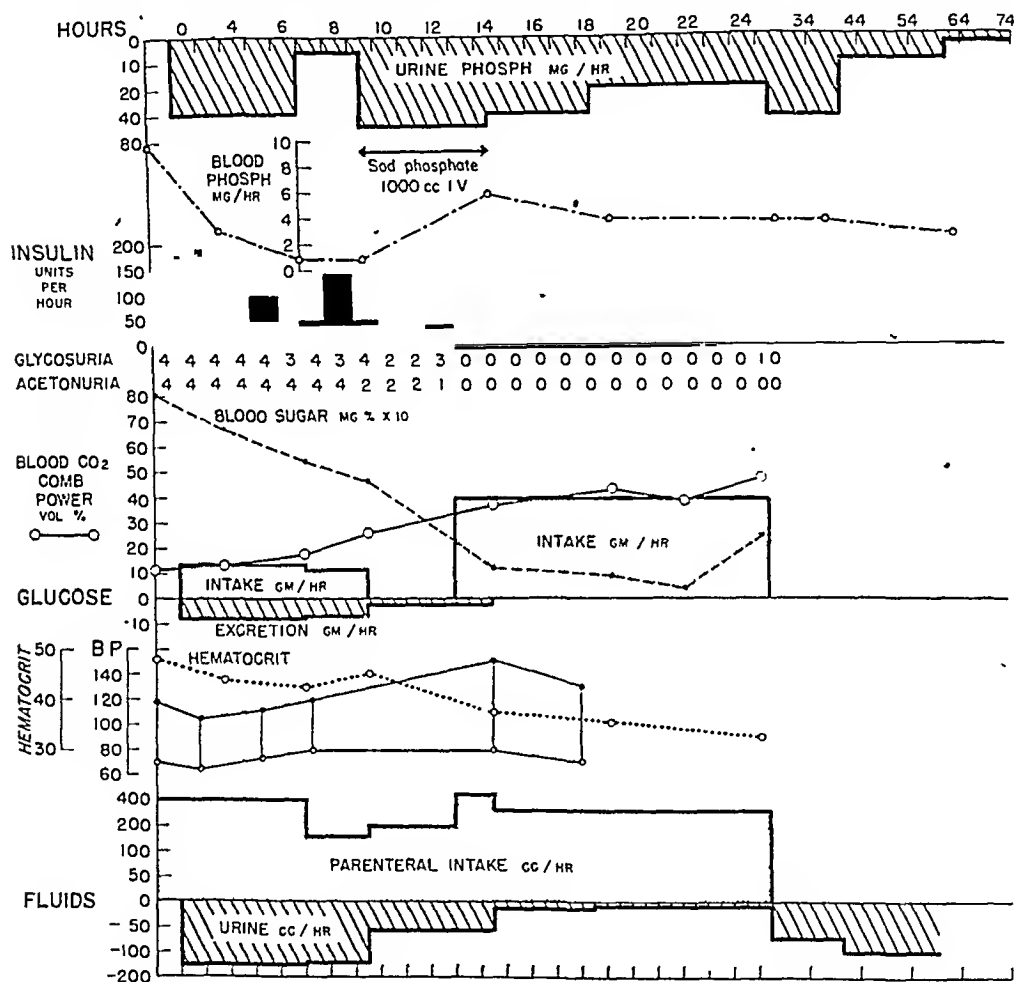 HOURS 0 4 4 8 8 10 14 14 18 20 22 24 34 44 54 64 74
0
10
20
30
40
80
URINE PHOSPH MG / HR
BLOOD
PHOSPH
MG/HR
10
8
6
4
2
0
Sod phosphate
1000 cc I V
INSULIN
UNITS
PER
HOUR
200
150
100
50
0
GLYCOSURIA 4 4 4 4 4 3 4 3 4 2 2 3 0 0 0 0 0 0 0 0 0 0 0 0 1 0
ACETONURIA 4 4 4 4 4 4 4 4 2 2 2 1 0 0 0 0 0 0 0 0 0 0 0 0 0 0
80
70
60
50
40
30
20
10
0
-10
BLOOD SUGAR MG % X 10
BLOOD CO2
COMB
POWER
VOL %
INTAKE GM / HR
INTAKE GM / HR
GLUCOSE
EXCRETION GM / HR
HEMATOCRIT
50
40
30
BP
140
120
100
80
60
HEMATOCRIT
400
200
100
50
0
-50
-100
-200
PARENTERAL INTAKE CC / HR
FLUIDS
URINE CC / HR